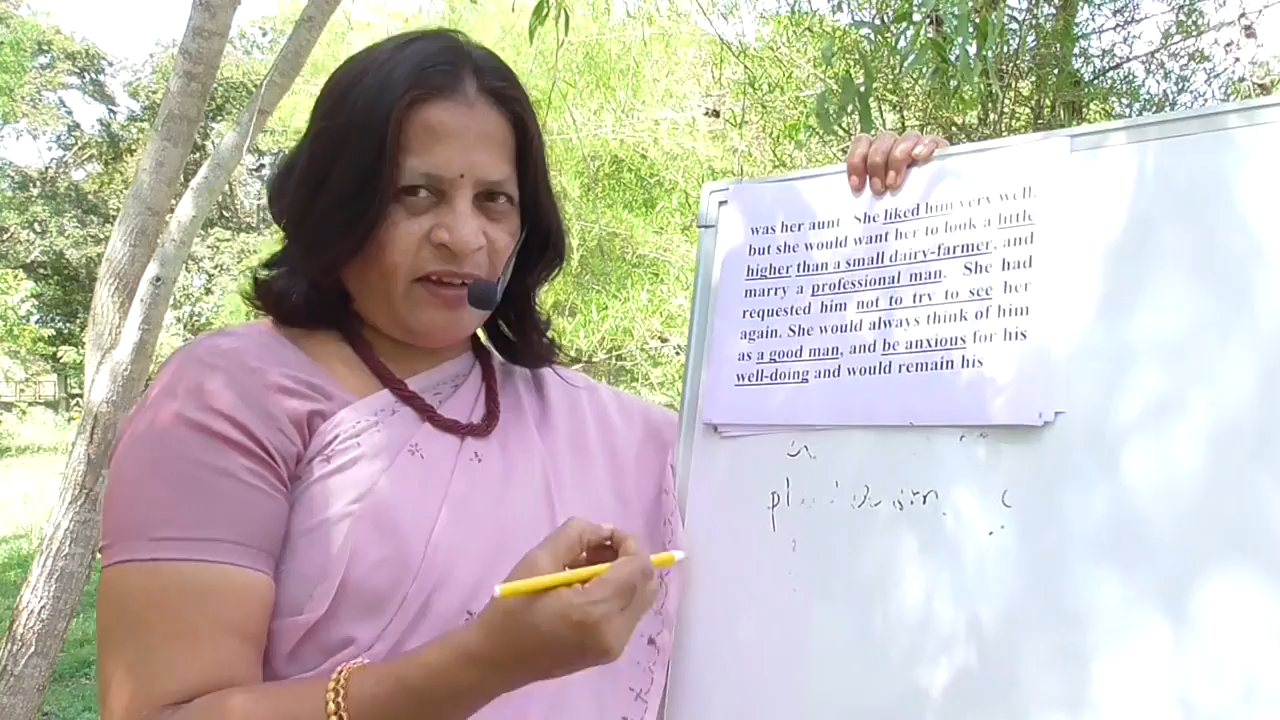 was her aunt She liked him very well.
but she would want her to look a little
higher than a small dairy-farmer, and
marry a professional man. She had
requested him not to try to see her
again. She would always think of him
as a good man, and be anxious for his
well-doing and would remain his